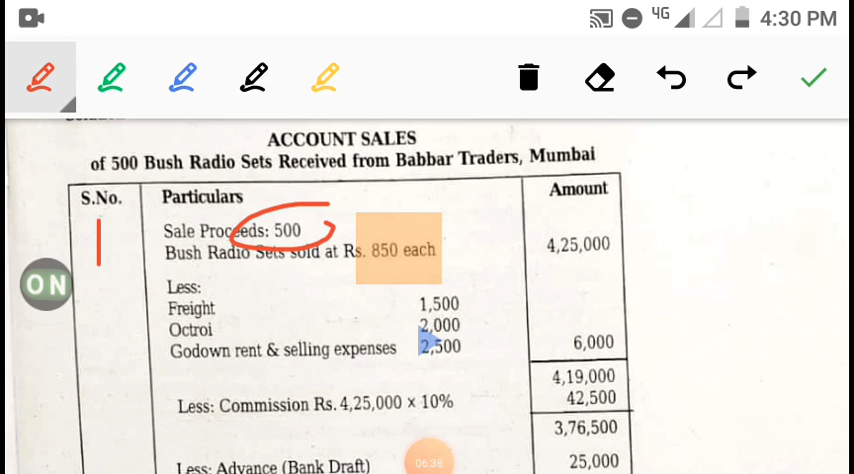 4G 4:30 PM
ACCOUNT SALES
of 500 Bush Radio Sets Received from Babbar Traders, Mumbai
S.No. Particulars Amount
Sale Proceeds: 500
Bush Radio Sets sold at Rs. 850 each 4,25,000
ON
Less:
Freight 1,500
Octroi 2,000
Godown rent & selling expenses 2,500 6,000
4,19,000
Less: Commission Rs. 4,25,000 × 10% 42,500
3,76,500
Less: Advance (Bank Draft) 25,000
06:38